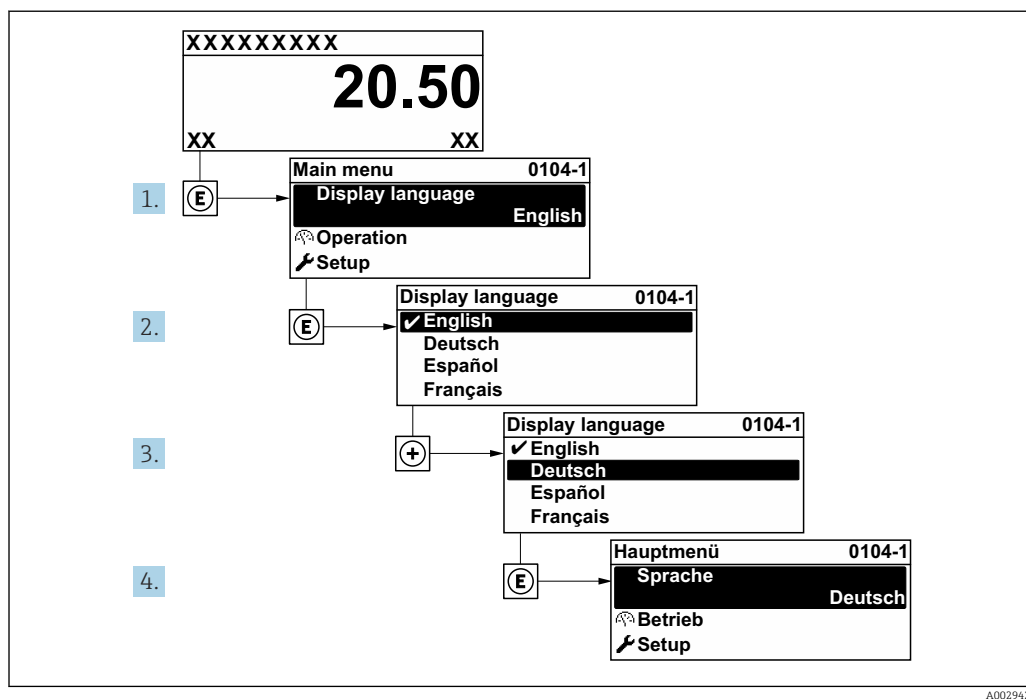 XXXXXXXXX
20.50
XX XX
1. E
Main menu 0104-1
Display language
English
Operation
Setup
2. E
Display language 0104-1
✔ English
Deutsch
Español
Français
3. +
Display language 0104-1
✔ English
Deutsch
Español
Français
4. E
Hauptmenü 0104-1
Sprache
Deutsch
Betrieb
Setup